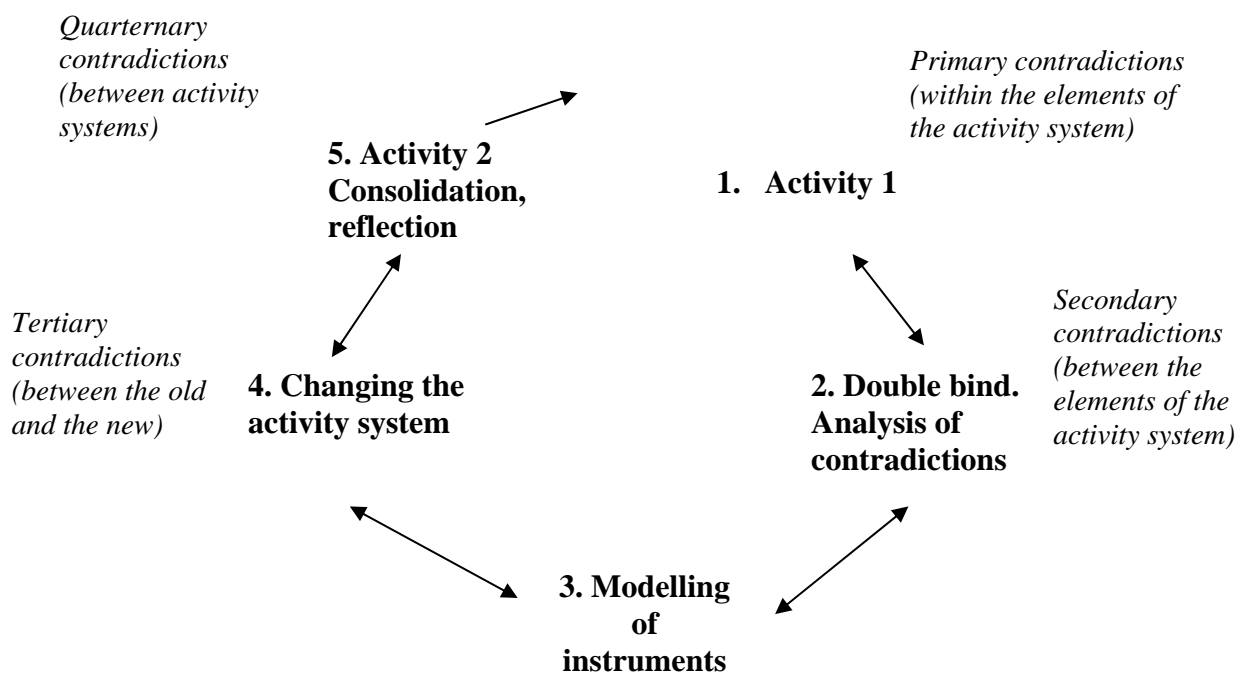 Quarternary
contradictions
(between activity
systems)
Primary contradictions
(within the elements of
the activity system)
5. Activity 2
Consolidation,
reflection
1. Activity 1
Tertiary
contradictions
(between the old
and the new)
4. Changing the
activity system
2. Double bind.
Analysis of
contradictions
Secondary
contradictions
(between the
elements of the
activity system)
3. Modelling
of
instruments